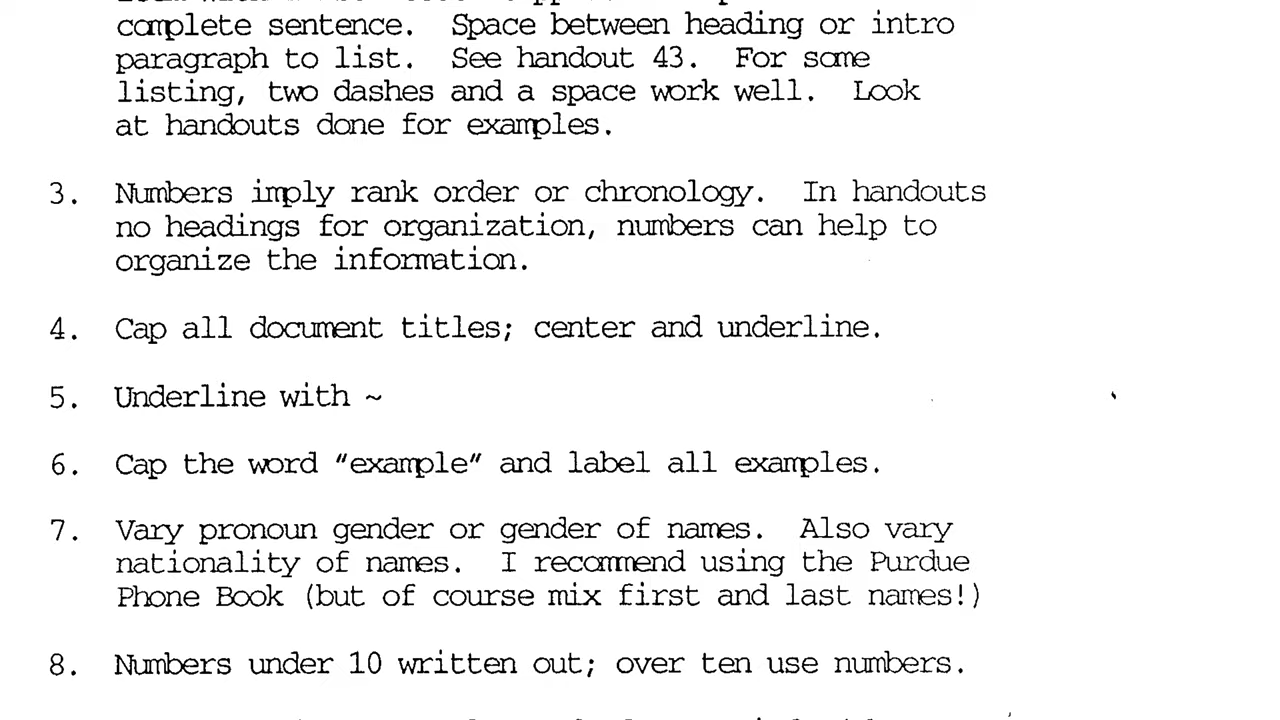 complete sentence.  Space between heading or intro
paragraph to list.  See handout 43.  For some
listing, two dashes and a space work well.  Look
at handouts done for examples.
3.  Numbers imply rank order or chronology.  In handouts
no headings for organization, numbers can help to
organize the information.
4.  Cap all document titles; center and underline.
5.  Underline with ~
6.  Cap the word "example" and label all examples.
7.  Vary pronoun gender or gender of names.  Also vary
nationality of names.  I recommend using the Purdue
Phone Book (but of course mix first and last names!)
8.  Numbers under 10 written out; over ten use numbers.